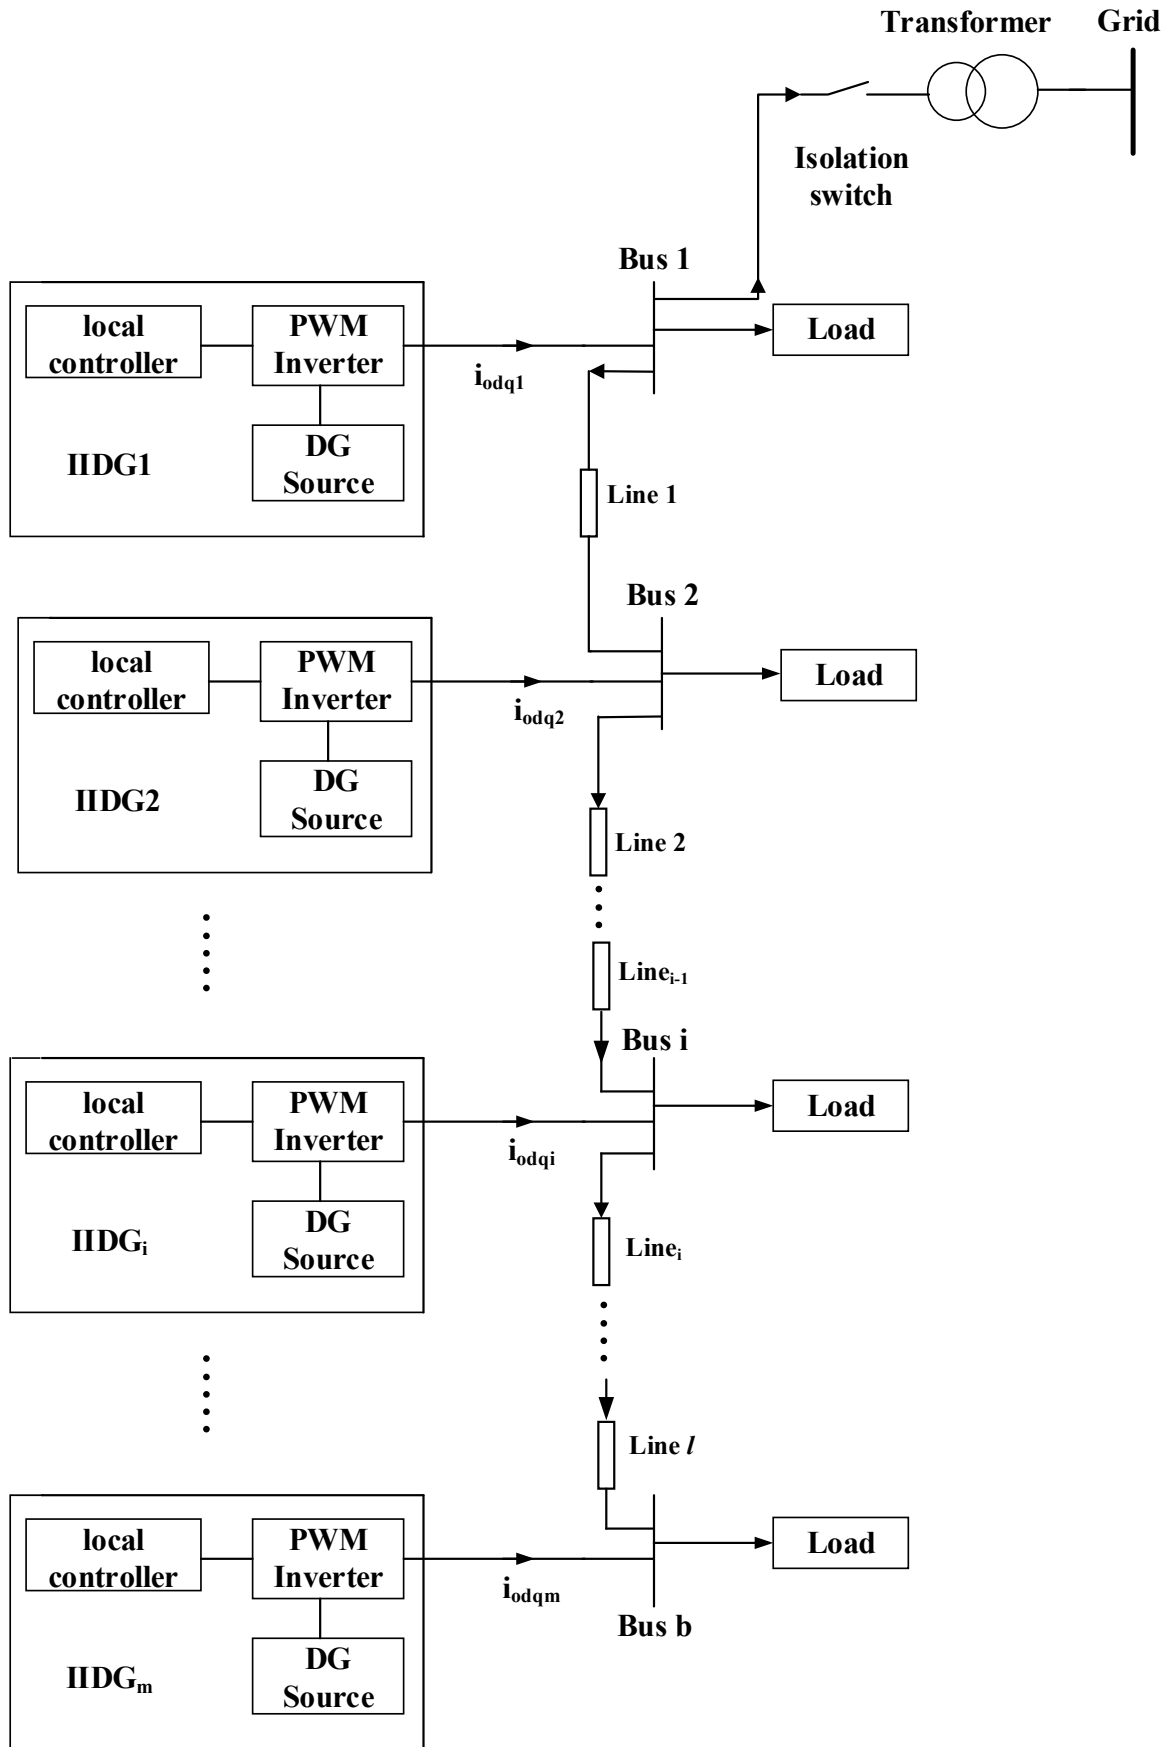 Transformer
Grid
Isolation
switch
Bus 1
local
controller
PWM
Inverter
Load
i_odq1
DG
Source
IIDG1
Line 1
Bus 2
local
controller
PWM
Inverter
Load
i_odq2
DG
Source
IIDG2
Line 2
Line_i-1
Bus i
local
controller
PWM
Inverter
Load
i_odqi
DG
Source
IIDG_i
Line_i
Line l
local
controller
PWM
Inverter
Load
i_odqm
Bus b
DG
Source
IIDG_m